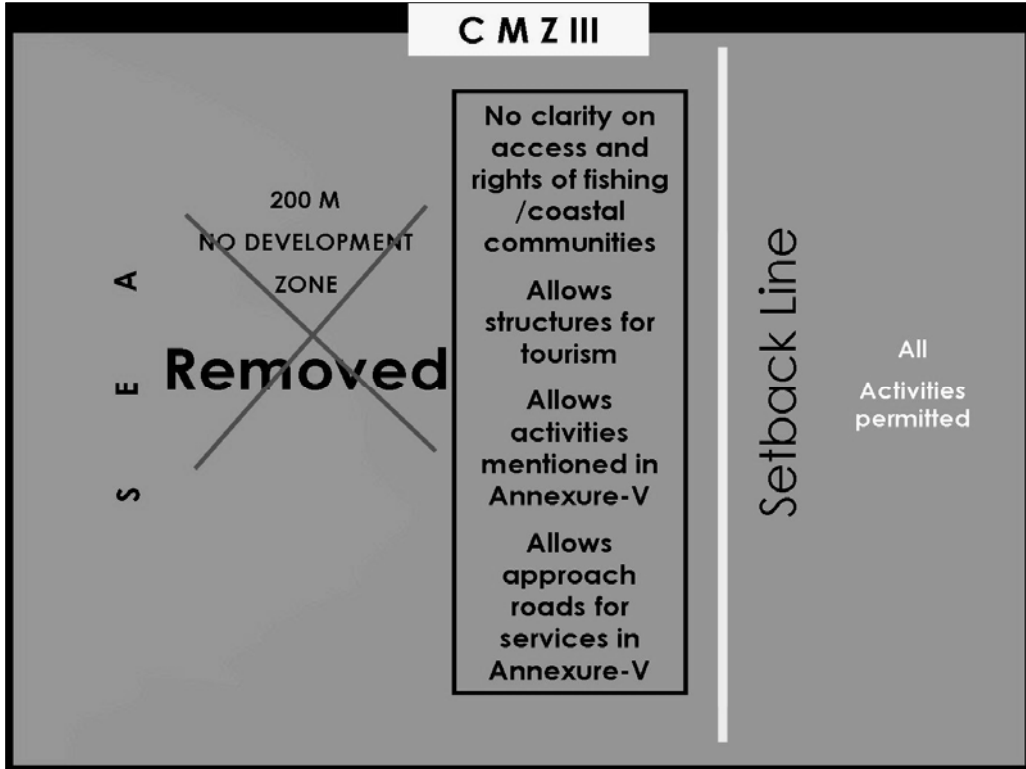 C M Z III
S E A
200 M
NO DEVELOPMENT
ZONE
Removed
No clarity on
access and
rights of fishing
/coastal
communities
Allows
structures for
tourism
Allows
activities
mentioned in
Annexure-V
Allows
approach
roads for
services in
Annexure-V
Setback Line
All
Activities
permitted